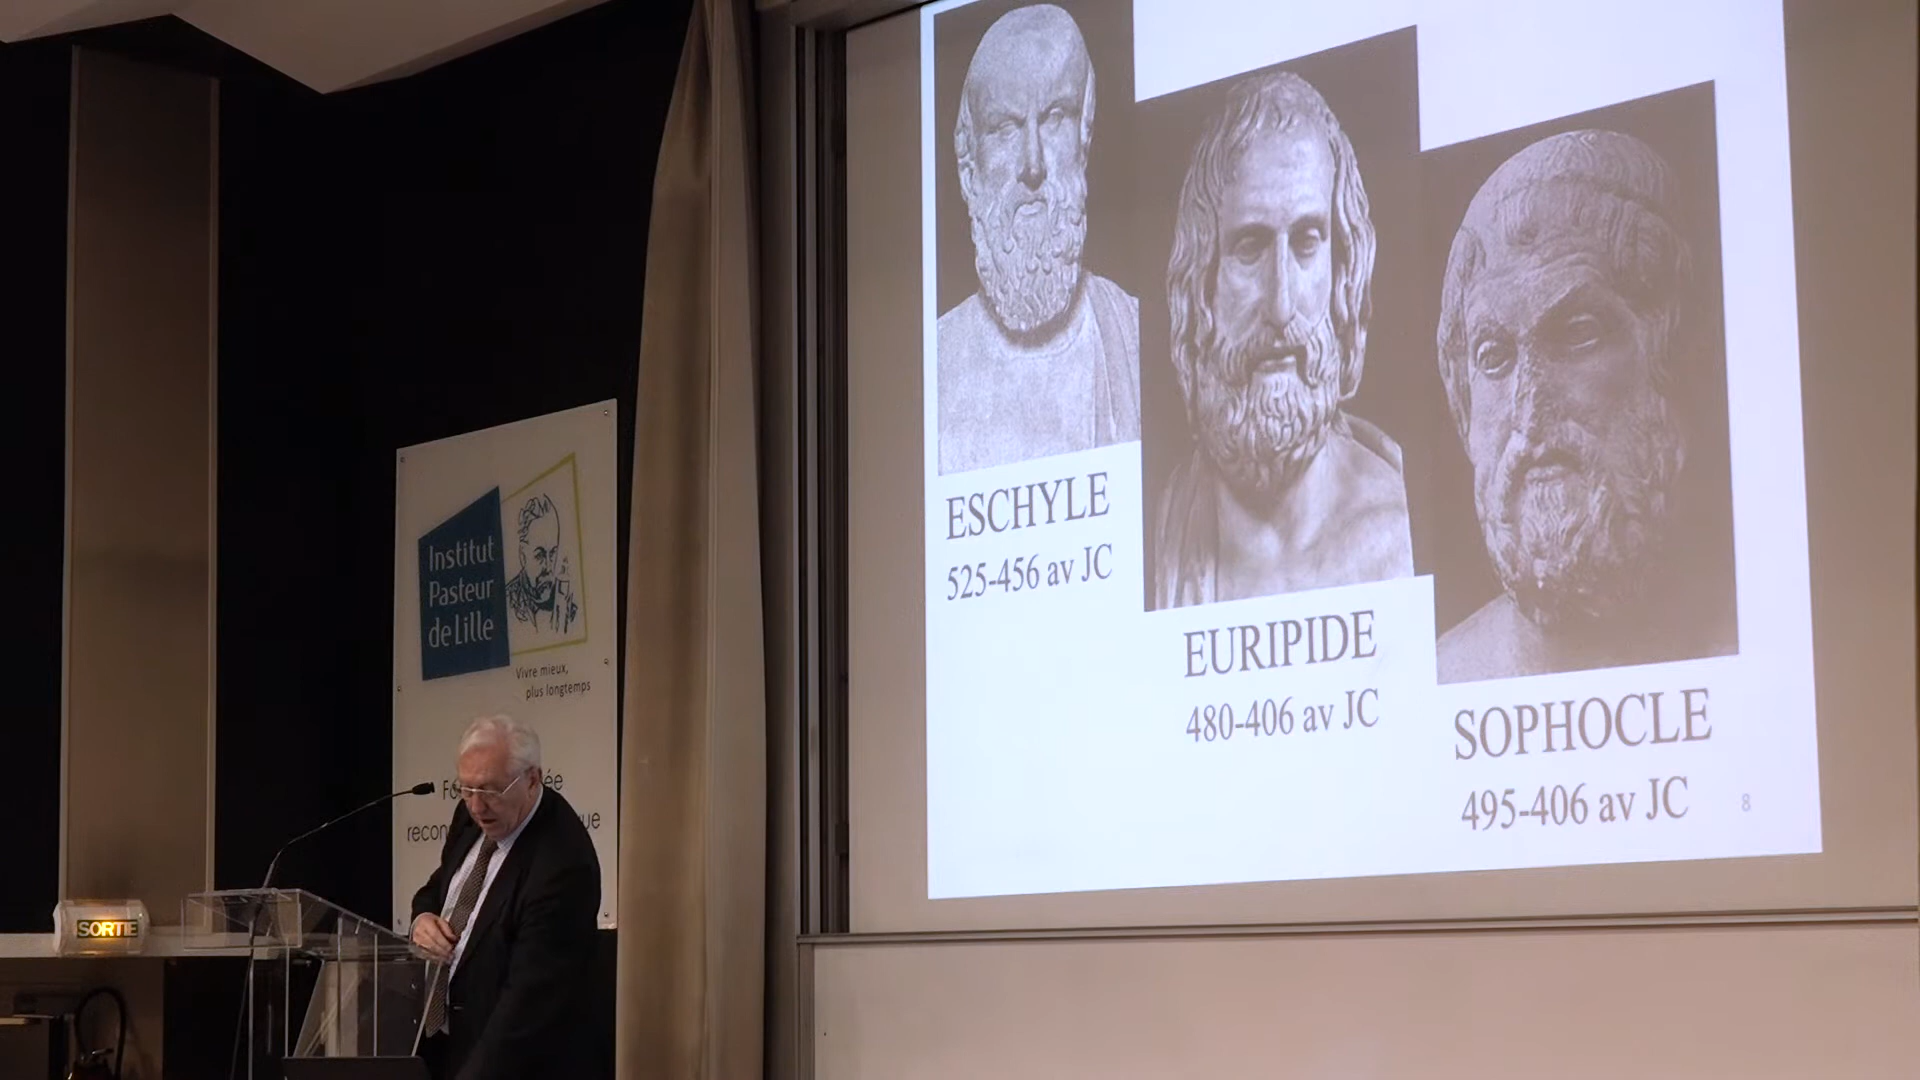 ESCHYLE
525-456 av JC
EURIPIDE
480-406 av JC
SOPHOCLE
495-406 av JC
8
Institut
Pasteur
de Lille
Vivre mieux,
plus longtemps
SORTIE